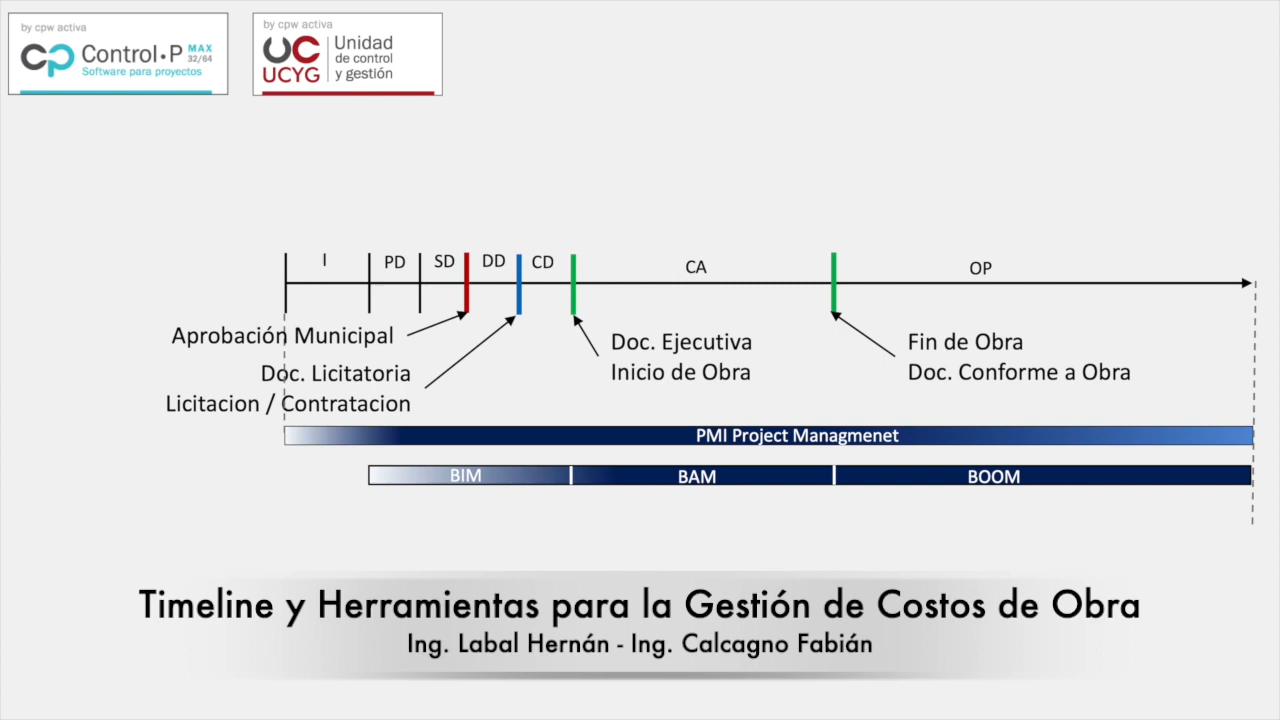 by cpw activa
cp Control·P MAX 32/64
Software para proyectos
by cpw activa
UC Unidad
de control
UCYG y gestión
I PD SD DD CD CA OP
Aprobación Municipal
Doc. Licitatoria
Licitacion / Contratacion
Doc. Ejecutiva
Inicio de Obra
Fin de Obra
Doc. Conforme a Obra
PMI Project Managmenet
BIM BAM BOOM
Timeline y Herramientas para la Gestión de Costos de Obra
Ing. Labal Hernán - Ing. Calcagno Fabián